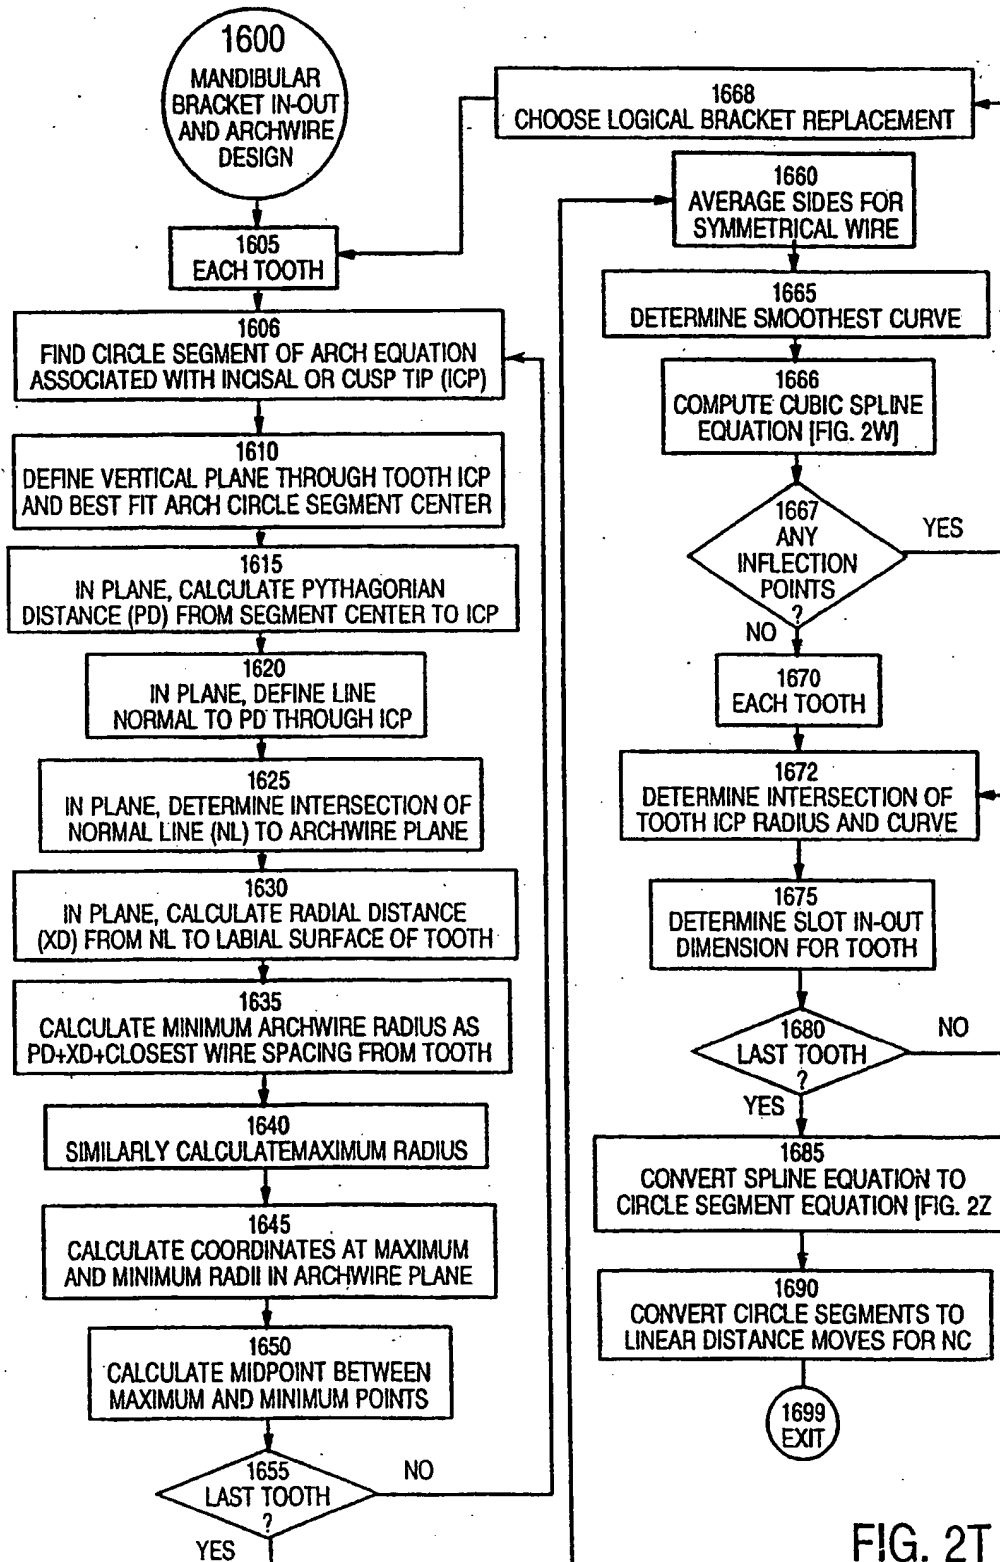 1600
MANDIBULAR
BRACKET IN-OUT
AND ARCHWIRE
DESIGN
1605
EACH TOOTH
1606
FIND CIRCLE SEGMENT OF ARCH EQUATION
ASSOCIATED WITH INCISAL OR CUSP TIP (ICP)
1610
DEFINE VERTICAL PLANE THROUGH TOOTH ICP
AND BEST FIT ARCH CIRCLE SEGMENT CENTER
1615
IN PLANE, CALCULATE PYTHAGORIAN
DISTANCE (PD) FROM SEGMENT CENTER TO ICP
1620
IN PLANE, DEFINE LINE
NORMAL TO PD THROUGH ICP
1625
IN PLANE, DETERMINE INTERSECTION OF
NORMAL LINE (NL) TO ARCHWIRE PLANE
1630
IN PLANE, CALCULATE RADIAL DISTANCE
(XD) FROM NL TO LABIAL SURFACE OF TOOTH
1635
CALCULATE MINIMUM ARCHWIRE RADIUS AS
PD+XD+CLOSEST WIRE SPACING FROM TOOTH
1640
SIMILARLY CALCULATEMAXIMUM RADIUS
1645
CALCULATE COORDINATES AT MAXIMUM
AND MINIMUM RADII IN ARCHWIRE PLANE
1650
CALCULATE MIDPOINT BETWEEN
MAXIMUM AND MINIMUM POINTS
1655
LAST TOOTH
?
NO
YES
1668
CHOOSE LOGICAL BRACKET REPLACEMENT
1660
AVERAGE SIDES FOR
SYMMETRICAL WIRE
1665
DETERMINE SMOOTHEST CURVE
1666
COMPUTE CUBIC SPLINE
EQUATION [FIG. 2W]
1667
ANY
INFLECTION
POINTS
?
YES
NO
1670
EACH TOOTH
1672
DETERMINE INTERSECTION OF
TOOTH ICP RADIUS AND CURVE
1675
DETERMINE SLOT IN-OUT
DIMENSION FOR TOOTH
1680
LAST TOOTH
?
NO
YES
1685
CONVERT SPLINE EQUATION TO
CIRCLE SEGMENT EQUATION [FIG. 2Z
1690
CONVERT CIRCLE SEGMENTS TO
LINEAR DISTANCE MOVES FOR NC
1699
EXIT
FIG. 2T